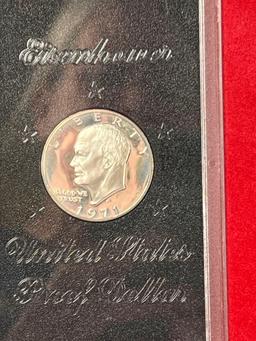 Eisenhower
LIBERTY
IN GOD WE
TRUST
1971
United States
Proof Dollar